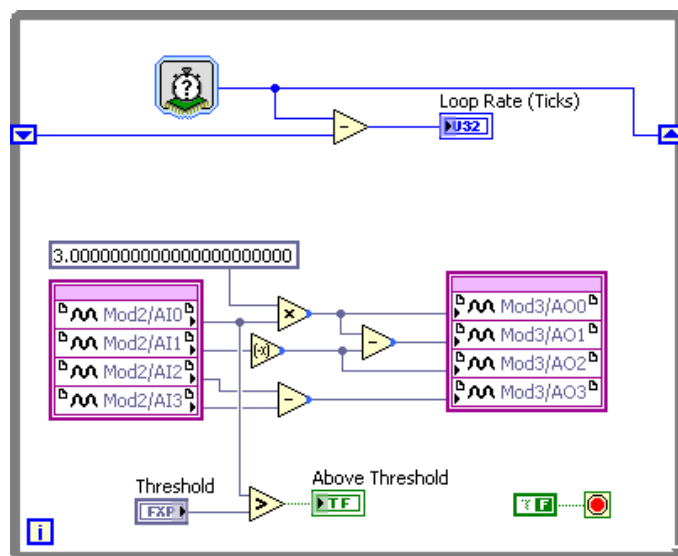 ?
Loop Rate (Ticks)
-
U32
3.0000000000000000000000
Mod2/AI0
x
Mod3/AO0
Mod2/AI1
(-x)
-
Mod3/AO1
Mod2/AI2
Mod3/AO2
Mod2/AI3
-
Mod3/AO3
Threshold
Above Threshold
FXP
>
TF
F
i